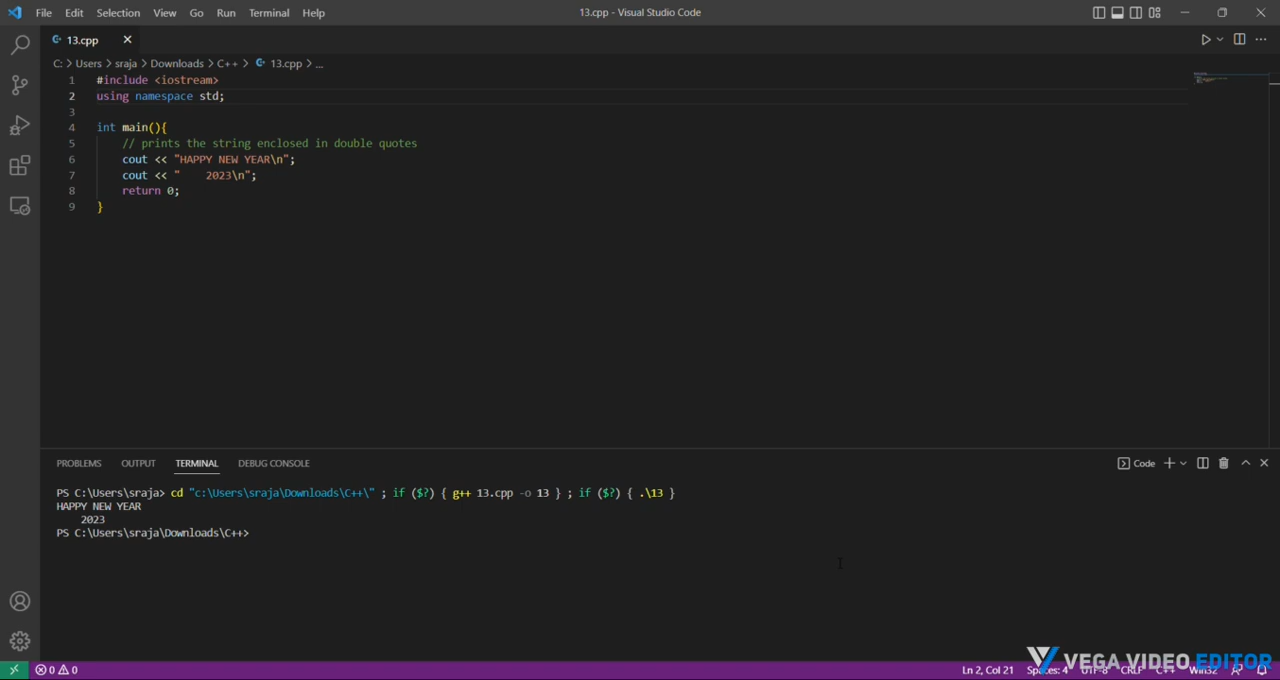 File Edit Selection View Go Run Terminal Help 13.cpp - Visual Studio Code
13.cpp
C: > Users > sraja > Downloads > C++ > 13.cpp > ...
1 #include <iostream>
2 using namespace std;
3
4 int main(){
5     // prints the string enclosed in double quotes
6     cout << "HAPPY NEW YEAR\n";
7     cout << "    2023\n";
8     return 0;
9 }
PROBLEMS OUTPUT TERMINAL DEBUG CONSOLE Code
PS C:\Users\sraja> cd "c:\Users\sraja\Downloads\C++\" ; if ($?) { g++ 13.cpp -o 13 } ; if ($?) { .\13 }
HAPPY NEW YEAR
    2023
PS C:\Users\sraja\Downloads\C++>
VEGA VIDEO EDITOR
0 0 Ln 2, Col 21 Spaces: 4 UTF-8 CRLF C++ Win32